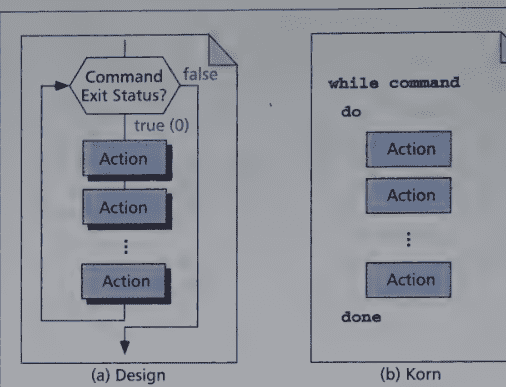 Command
Exit Status?
false
true (0)
Action
Action
Action
(a) Design
while command
do
Action
Action
Action
done
(b) Korn